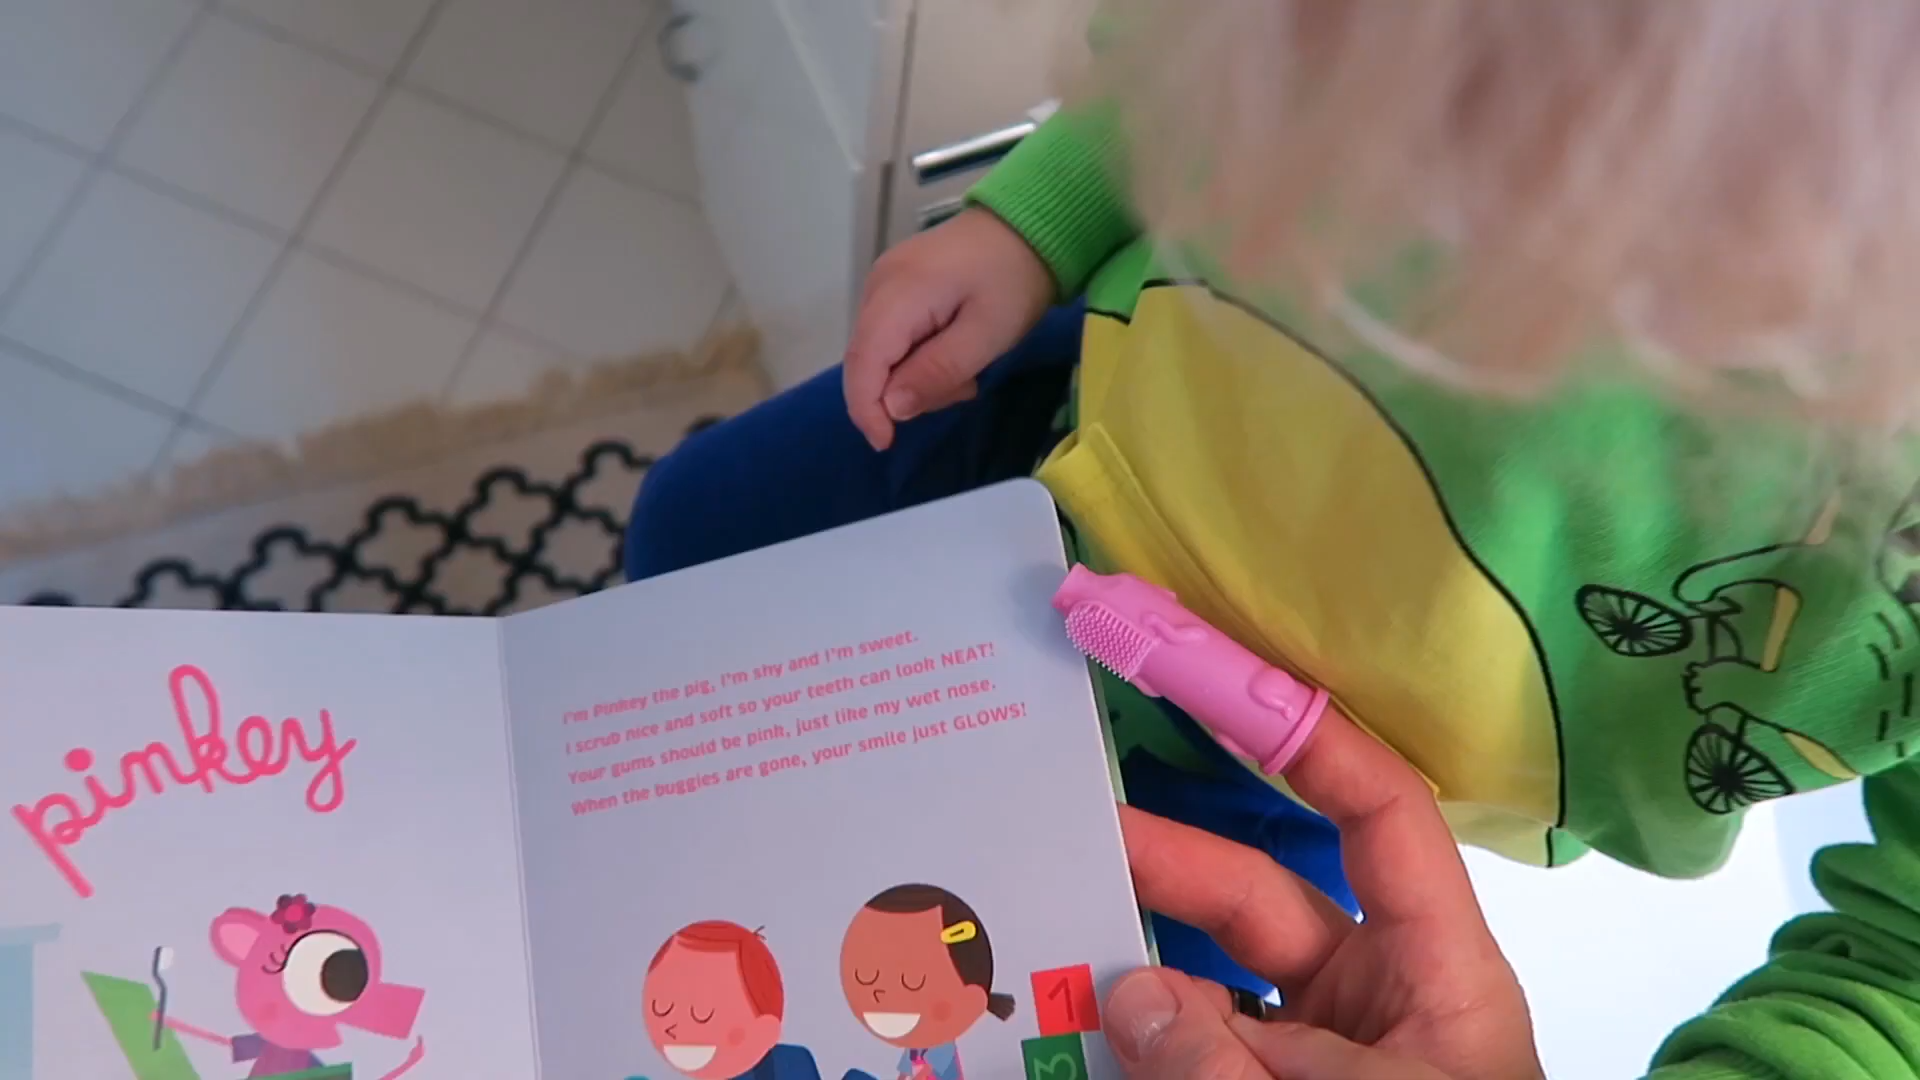 pinkey
I'm Pinkey the pig, I'm shy and I'm sweet.
I scrub nice and soft so your teeth can look NEAT!
Your gums should be pink, just like my wet nose.
When the buggies are gone, your smile just GLOWS!
1
3